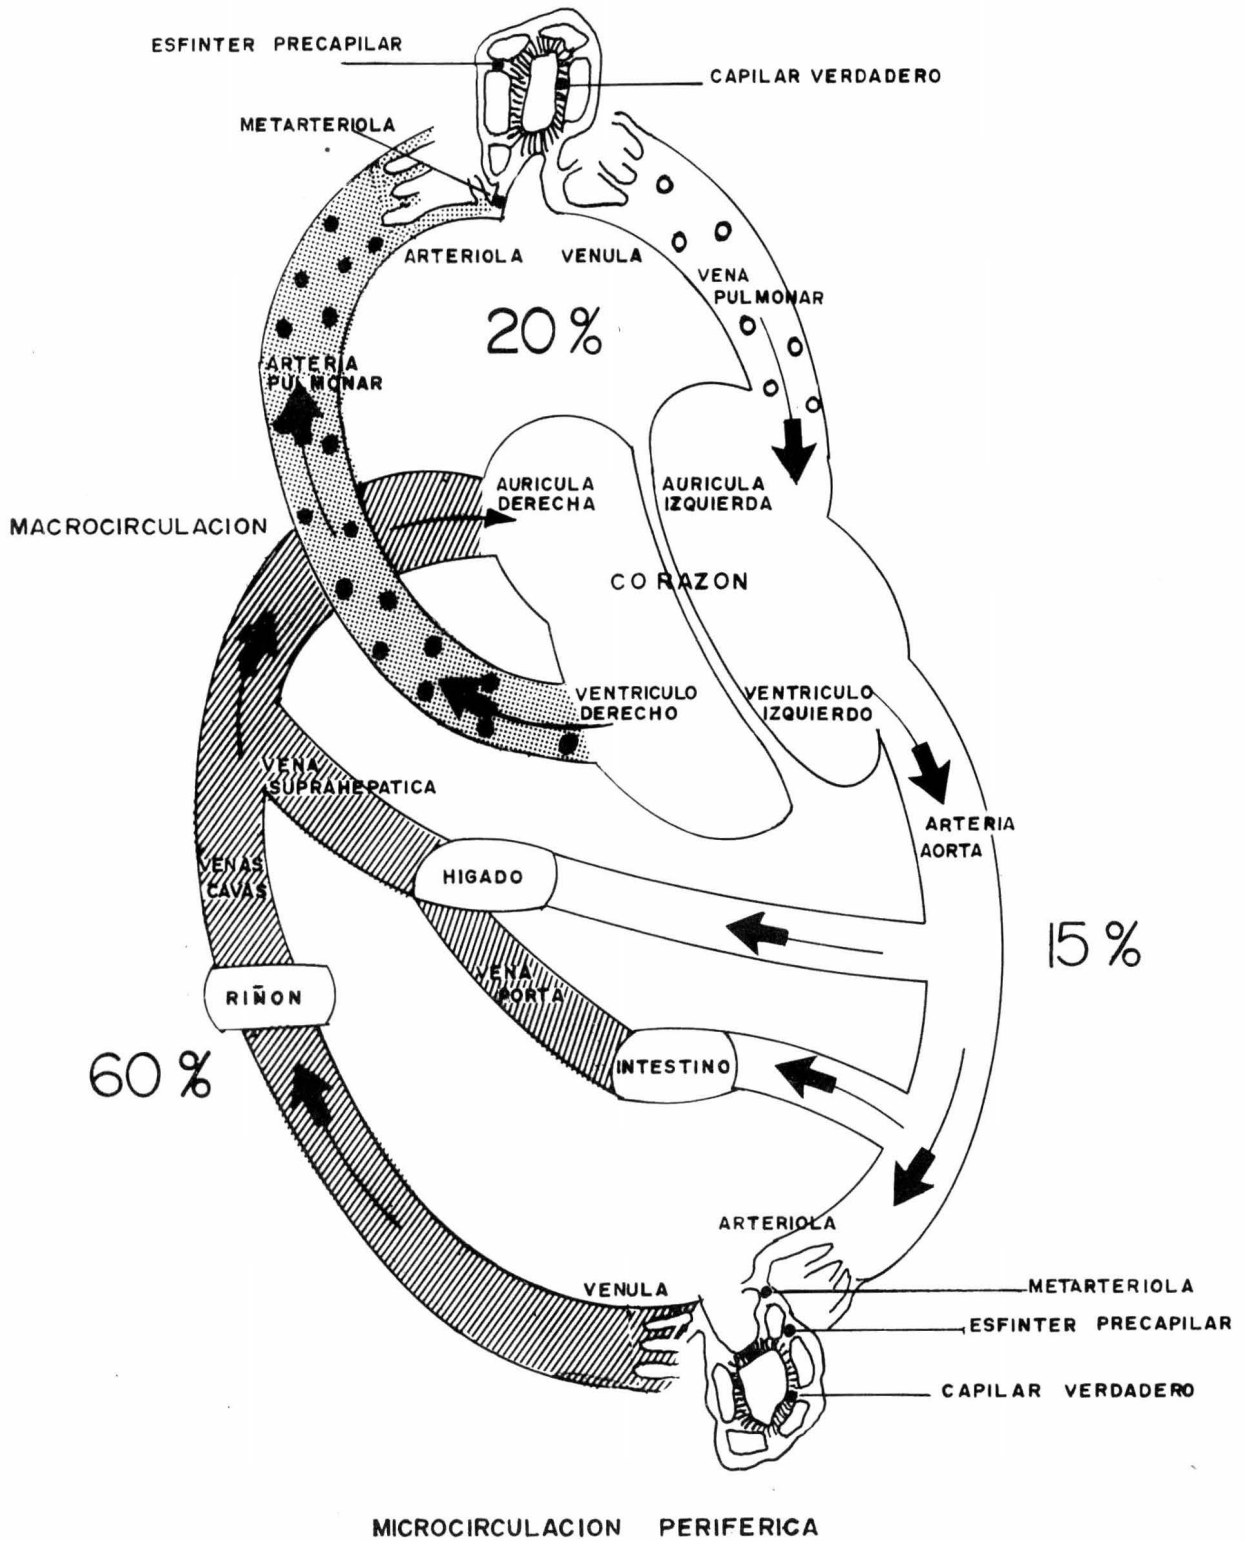 ESFINTER PRECAPILAR
CAPILAR VERDADERO
METARTERIOLA
ARTERIOLA VENULA
VENA
PULMONAR
20%
ARTERIA
PULMONAR
AURICULA
DERECHA
AURICULA
IZQUIERDA
MACROCIRCULACION
CORAZON
VENTRICULO
DERECHO
VENTRICULO
IZQUIERDO
VENA
SUPRAHEPATICA
ARTERIA
AORTA
VENAS
CAVAS
HIGADO
15%
VENA
PORTA
RIÑON
60%
INTESTINO
ARTERIOLA
VENULA
METARTERIOLA
ESFINTER PRECAPILAR
CAPILAR VERDADERO
MICROCIRCULACION PERIFERICA